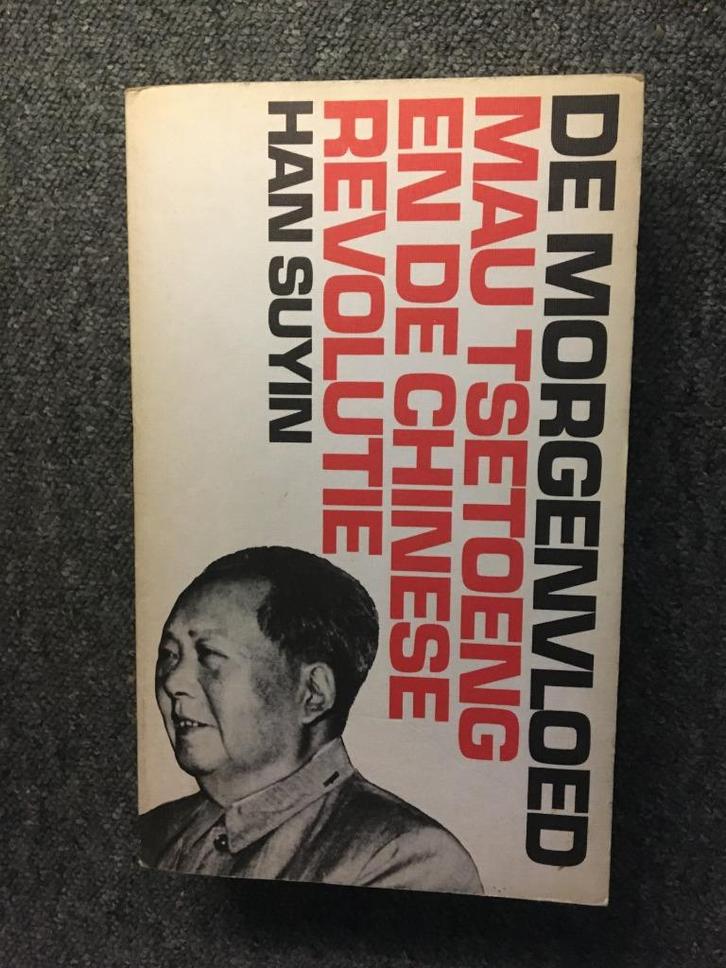 DE MORGENVLOED
MAU TSETOENG
EN DE CHINESE
REVOLUTIE
HAN SUYIN